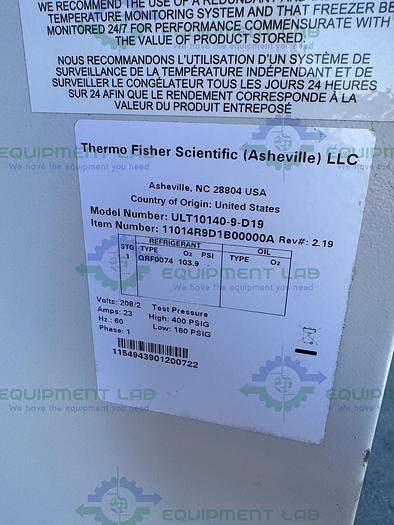 WE RECOMMEND THE USE OF A REDUNDANT AND
TEMPERATURE MONITORING SYSTEM AND THAT FREEZER BE
MONITORED 24/7 FOR PERFORMANCE COMMENSURATE WITH
THE VALUE OF PRODUCT STORED.
NOUS RECOMMANDONS L'UTILISATION D'UN SYSTÈME DE
SURVEILLANCE DE LA TEMPÉRATURE INDÉPENDANT ET DE
SURVEILLER LE CONGÉLATEUR TOUS LES JOURS 24 HEURES
SUR 24 AFIN QUE LE RENDEMENT CORRESPONDE À LA
VALEUR DU PRODUIT ENTREPOSÉ
Thermo Fisher Scientific (Asheville) LLC
Asheville, NC 28804 USA
Country of Origin: United States
Model Number: ULT10140-9-D19
Item Number: 11014R9D1B00000A Rev#: 2.19
REFRIGERANT OIL
STG TYPE Oz PSI TYPE Oz
1 QRF0074 103.9 -
Volts: 208/2 Test Pressure
Amps: 23 High: 400 PSIG
Hz.: 60 Low: 160 PSIG
Phase: 1
1154943901200722
EQUIPMENT LAB
We have the equipment you need